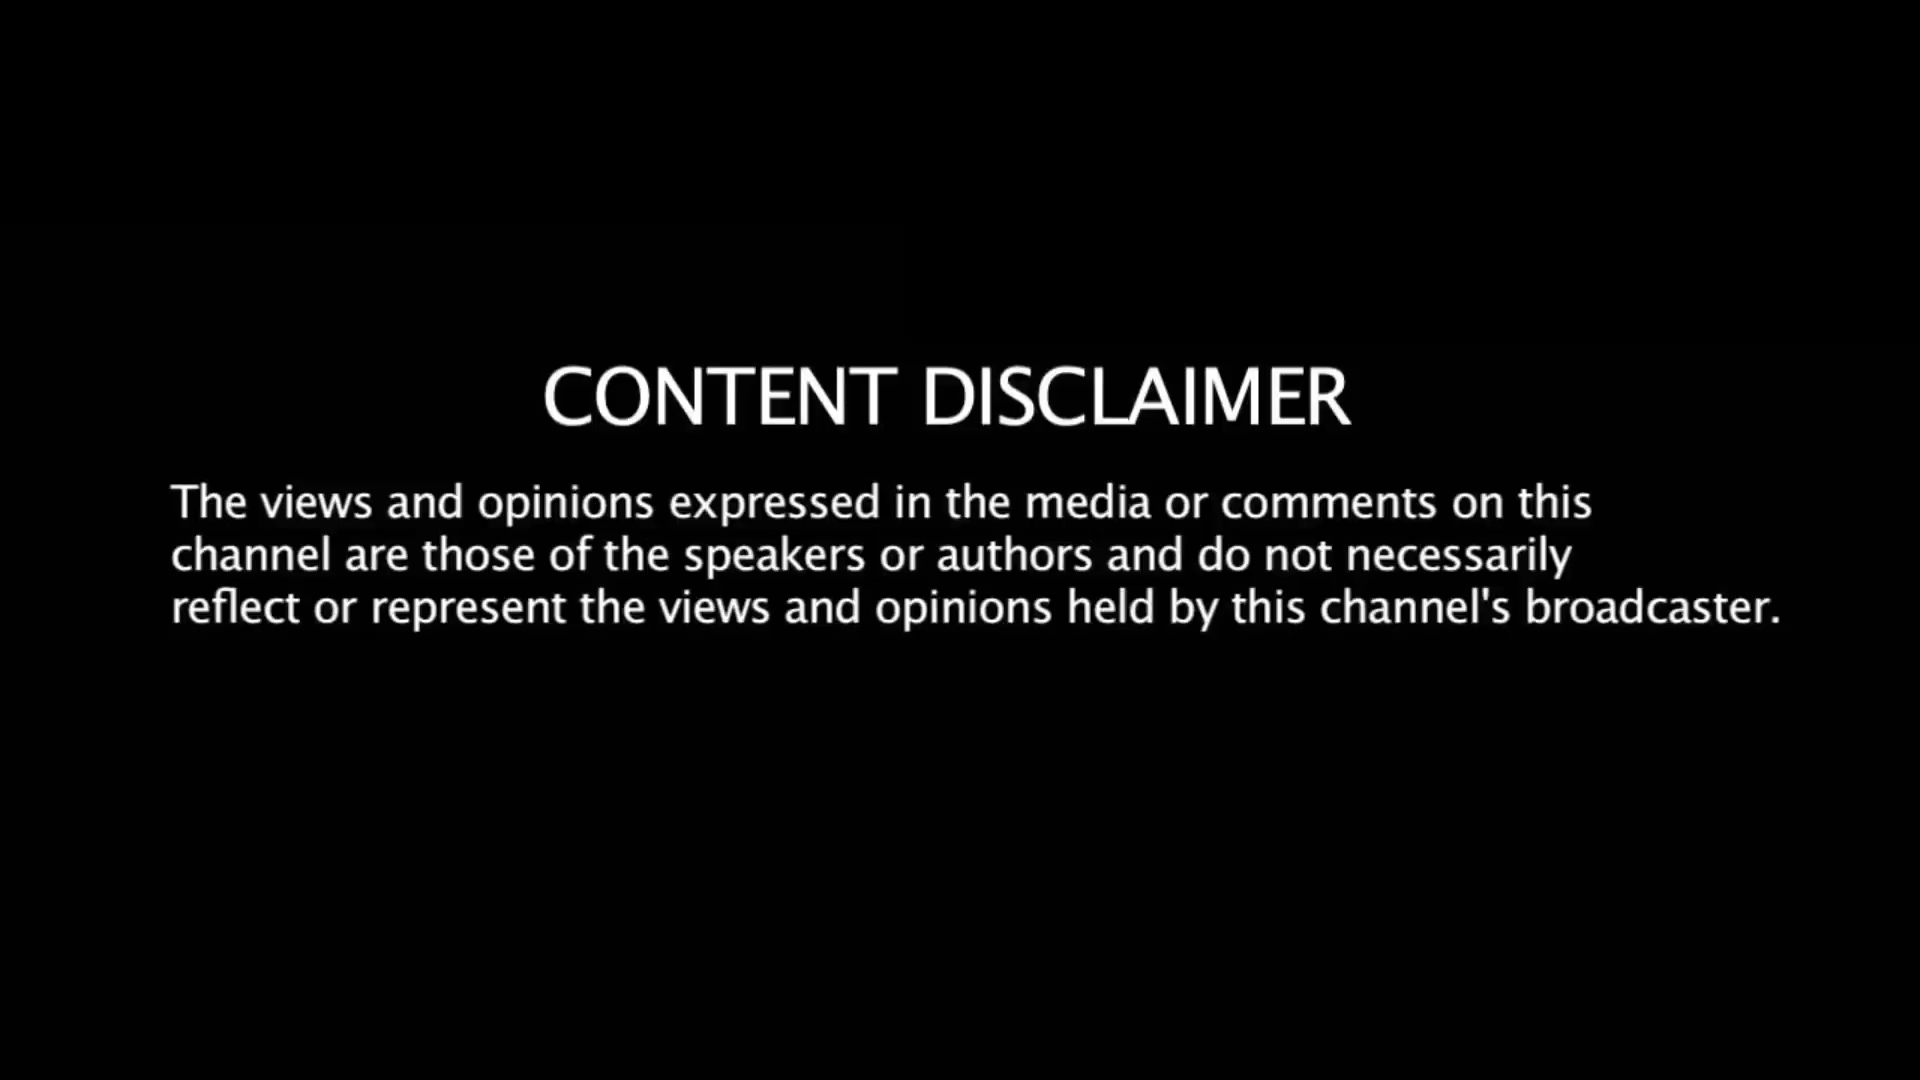 CONTENT DISCLAIMER
The views and opinions expressed in the media or comments on this
channel are those of the speakers or authors and do not necessarily
reflect or represent the views and opinions held by this channel's broadcaster.